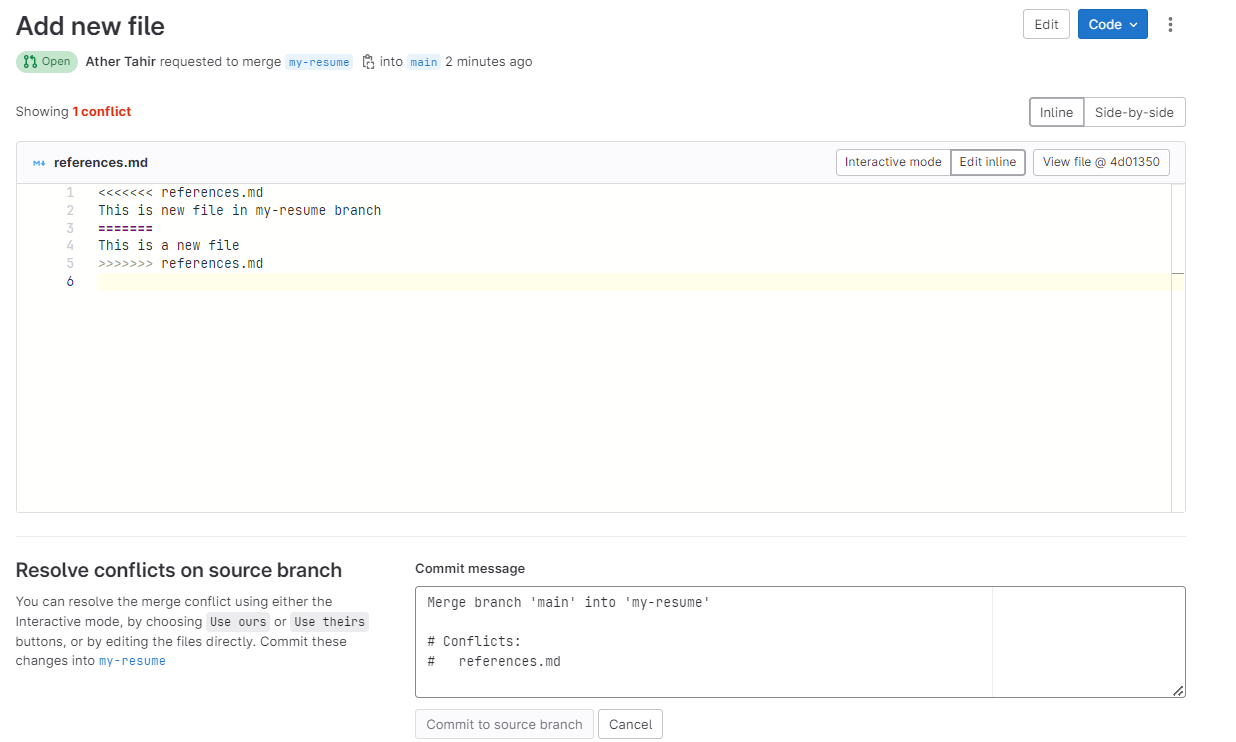 Add new file
Edit
Code
Open Ather Tahir requested to merge my-resume into main 2 minutes ago
Showing 1 conflict
Inline Side-by-side
M↓ references.md
Interactive mode Edit inline View file @ 4d01350
1 <<<<<<< references.md
2 This is new file in my-resume branch
3 =======
4 This is a new file
5 >>>>>>> references.md
6
Resolve conflicts on source branch
You can resolve the merge conflict using either the
Interactive mode, by choosing Use ours or Use theirs
buttons, or by editing the files directly. Commit these
changes into my-resume
Commit message
Merge branch 'main' into 'my-resume'
# Conflicts:
#   references.md
Commit to source branch Cancel